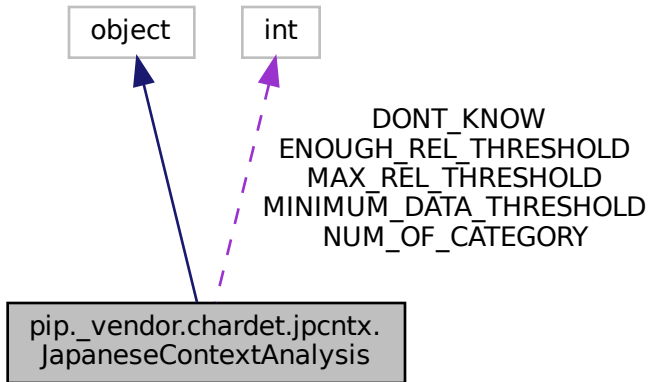 object
int
DONT_KNOW
ENOUGH_REL_THRESHOLD
MAX_REL_THRESHOLD
MINIMUM_DATA_THRESHOLD
NUM_OF_CATEGORY
pip._vendor.chardet.jpcntx.
JapaneseContextAnalysis